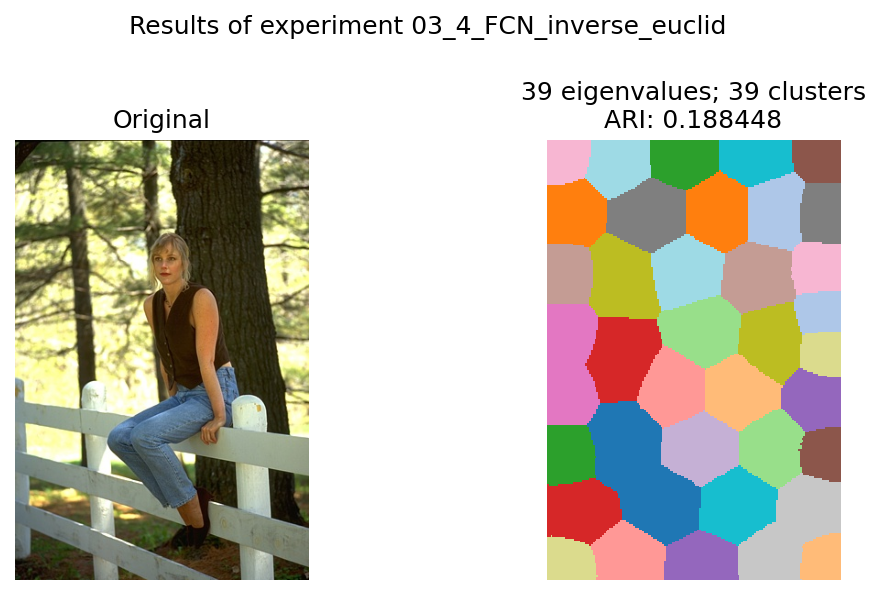 Results of experiment 03_4_FCN_inverse_euclid
Original
39 eigenvalues; 39 clusters
ARI: 0.188448